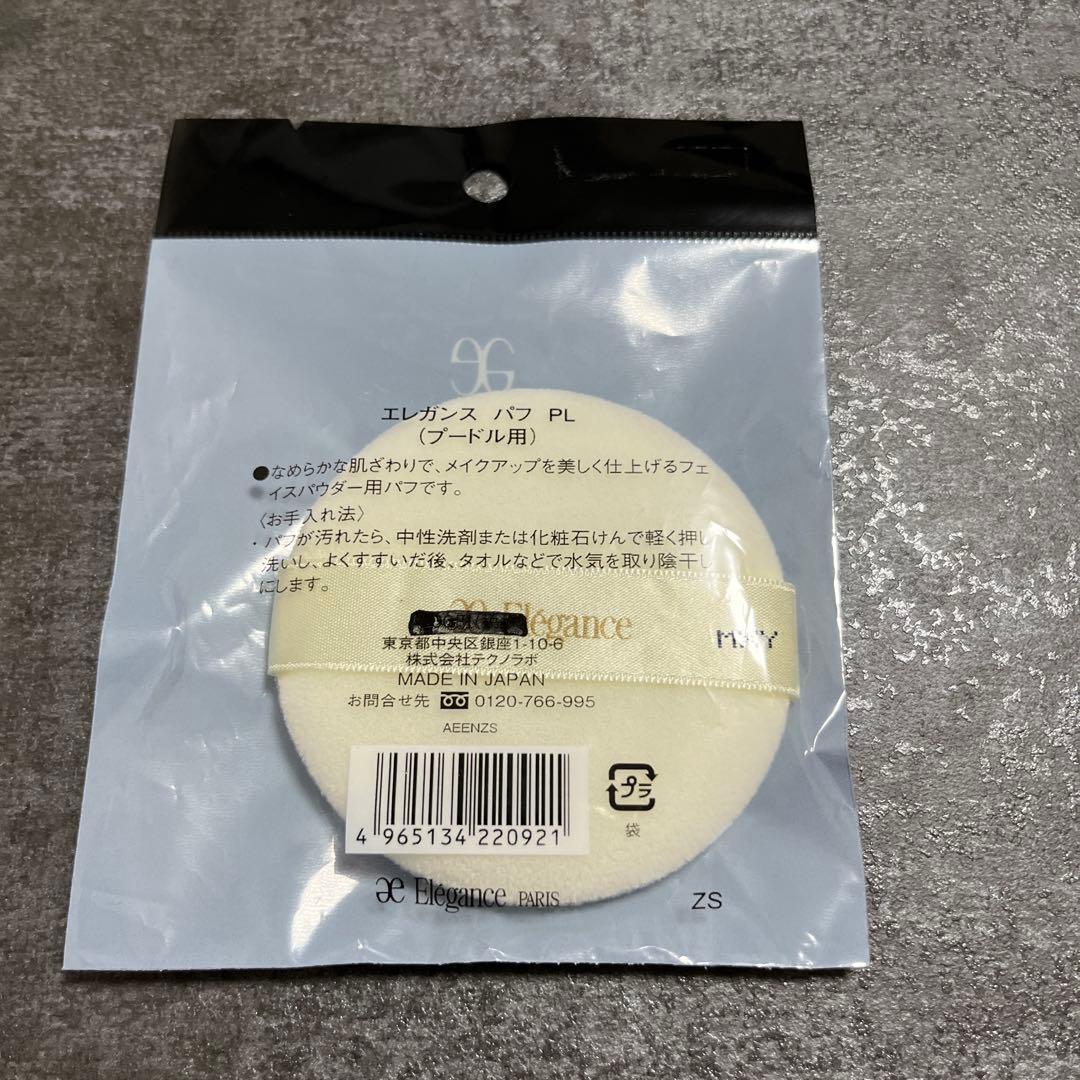 エレガンス パフ PL
（プードル用）
●なめらかな肌ざわりで、メイクアップを美しく仕上げるフェ
イスパウダー用パフです。
〈お手入れ法〉
・パフが汚れたら、中性洗剤または化粧石けんで軽く押し
洗いし、よくすすいだ後、タオルなどで水気を取り陰干し
にします。
Elégance
東京都中央区銀座1-10-6
株式会社テクノラボ
MADE IN JAPAN
お問合せ先 0120-766-995
AEENZS
4 965134 220921
プラ
袋
æ Elégance PARIS
ZS